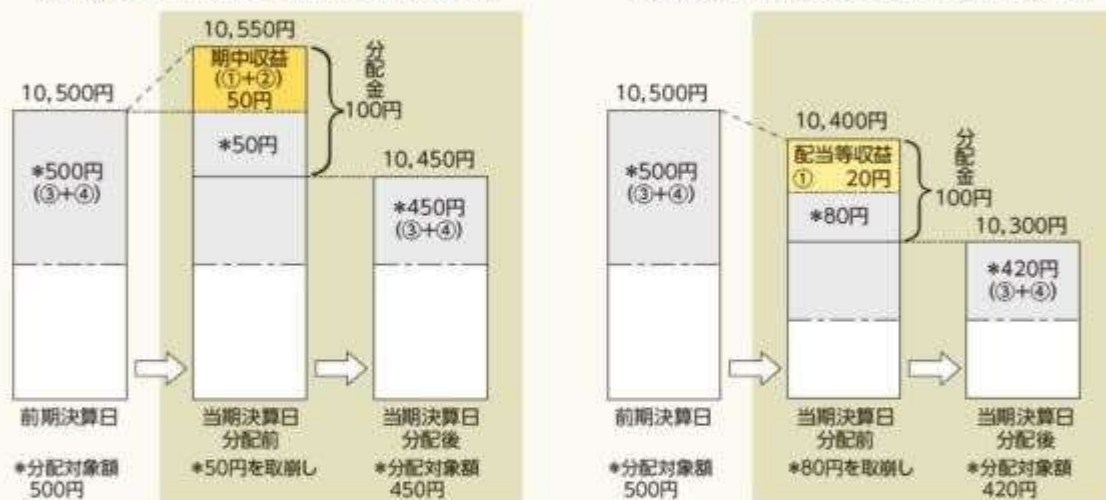 10,550円
期中収益
(①+②)
50円
分配金
100円
10,500円
*50円
*500円
(③+④)
10,450円
*450円
(③+④)
前期決算日
当期決算日
分配前
当期決算日
分配後
*分配対象額
500円
*50円を取崩し
*分配対象額
450円
10,500円
10,400円
配当等収益
① 20円
分配金
100円
*500円
(③+④)
*80円
10,300円
*420円
(③+④)
前期決算日
当期決算日
分配前
当期決算日
分配後
*分配対象額
500円
*80円を取崩し
*分配対象額
420円